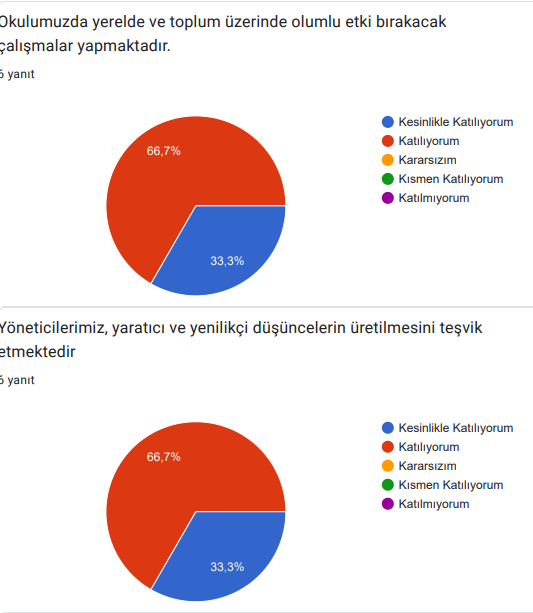 Okulumuzda yerelde ve toplum üzerinde olumlu etki bırakacak
çalışmalar yapmaktadır.
6 yanıt
66,7%
33,3%
Kesinlikle Katılıyorum
Katılıyorum
Kararsızım
Kısmen Katılıyorum
Katılmıyorum
Yöneticilerimiz, yaratıcı ve yenilikçi düşüncelerin üretilmesini teşvik
etmektedir
6 yanıt
66,7%
33,3%
Kesinlikle Katılıyorum
Katılıyorum
Kararsızım
Kısmen Katılıyorum
Katılmıyorum